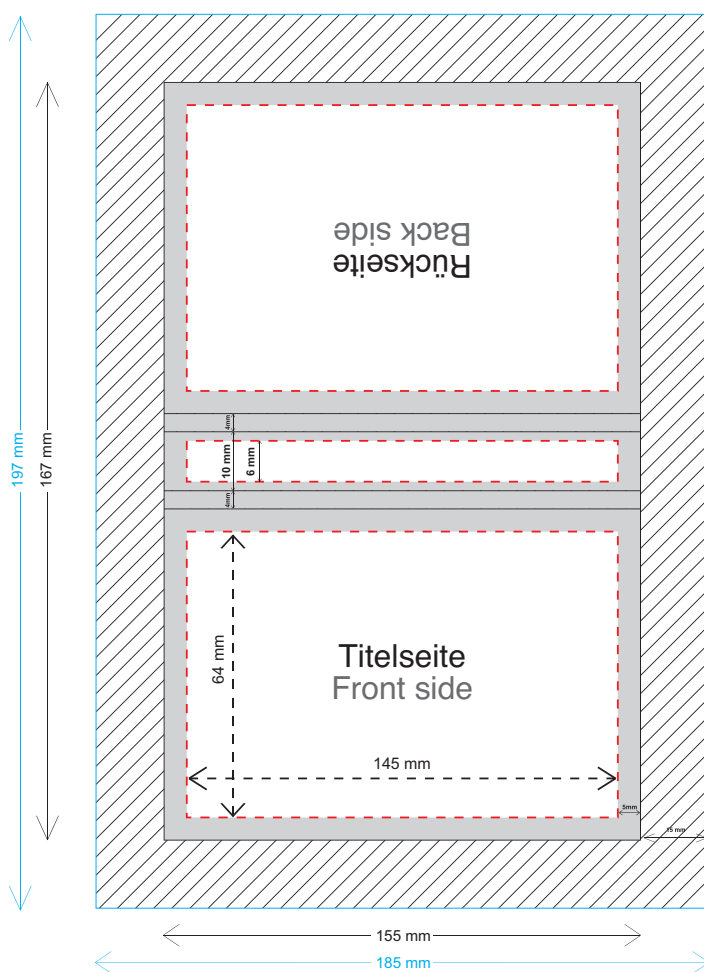 Rückseite
Back side
4mm
10 mm
6 mm
4mm
197 mm
167 mm
64 mm
Titelseite
Front side
145 mm
5mm
15 mm
155 mm
185 mm